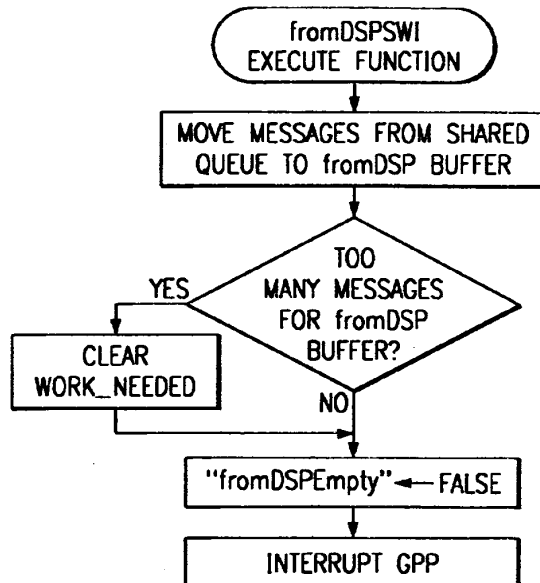 fromDSPSWI
EXECUTE FUNCTION
MOVE MESSAGES FROM SHARED
QUEUE TO fromDSP BUFFER
TOO
MANY MESSAGES
FOR fromDSP
BUFFER?
YES
CLEAR
WORK_NEEDED
NO
"fromDSPEmpty" ← FALSE
INTERRUPT GPP